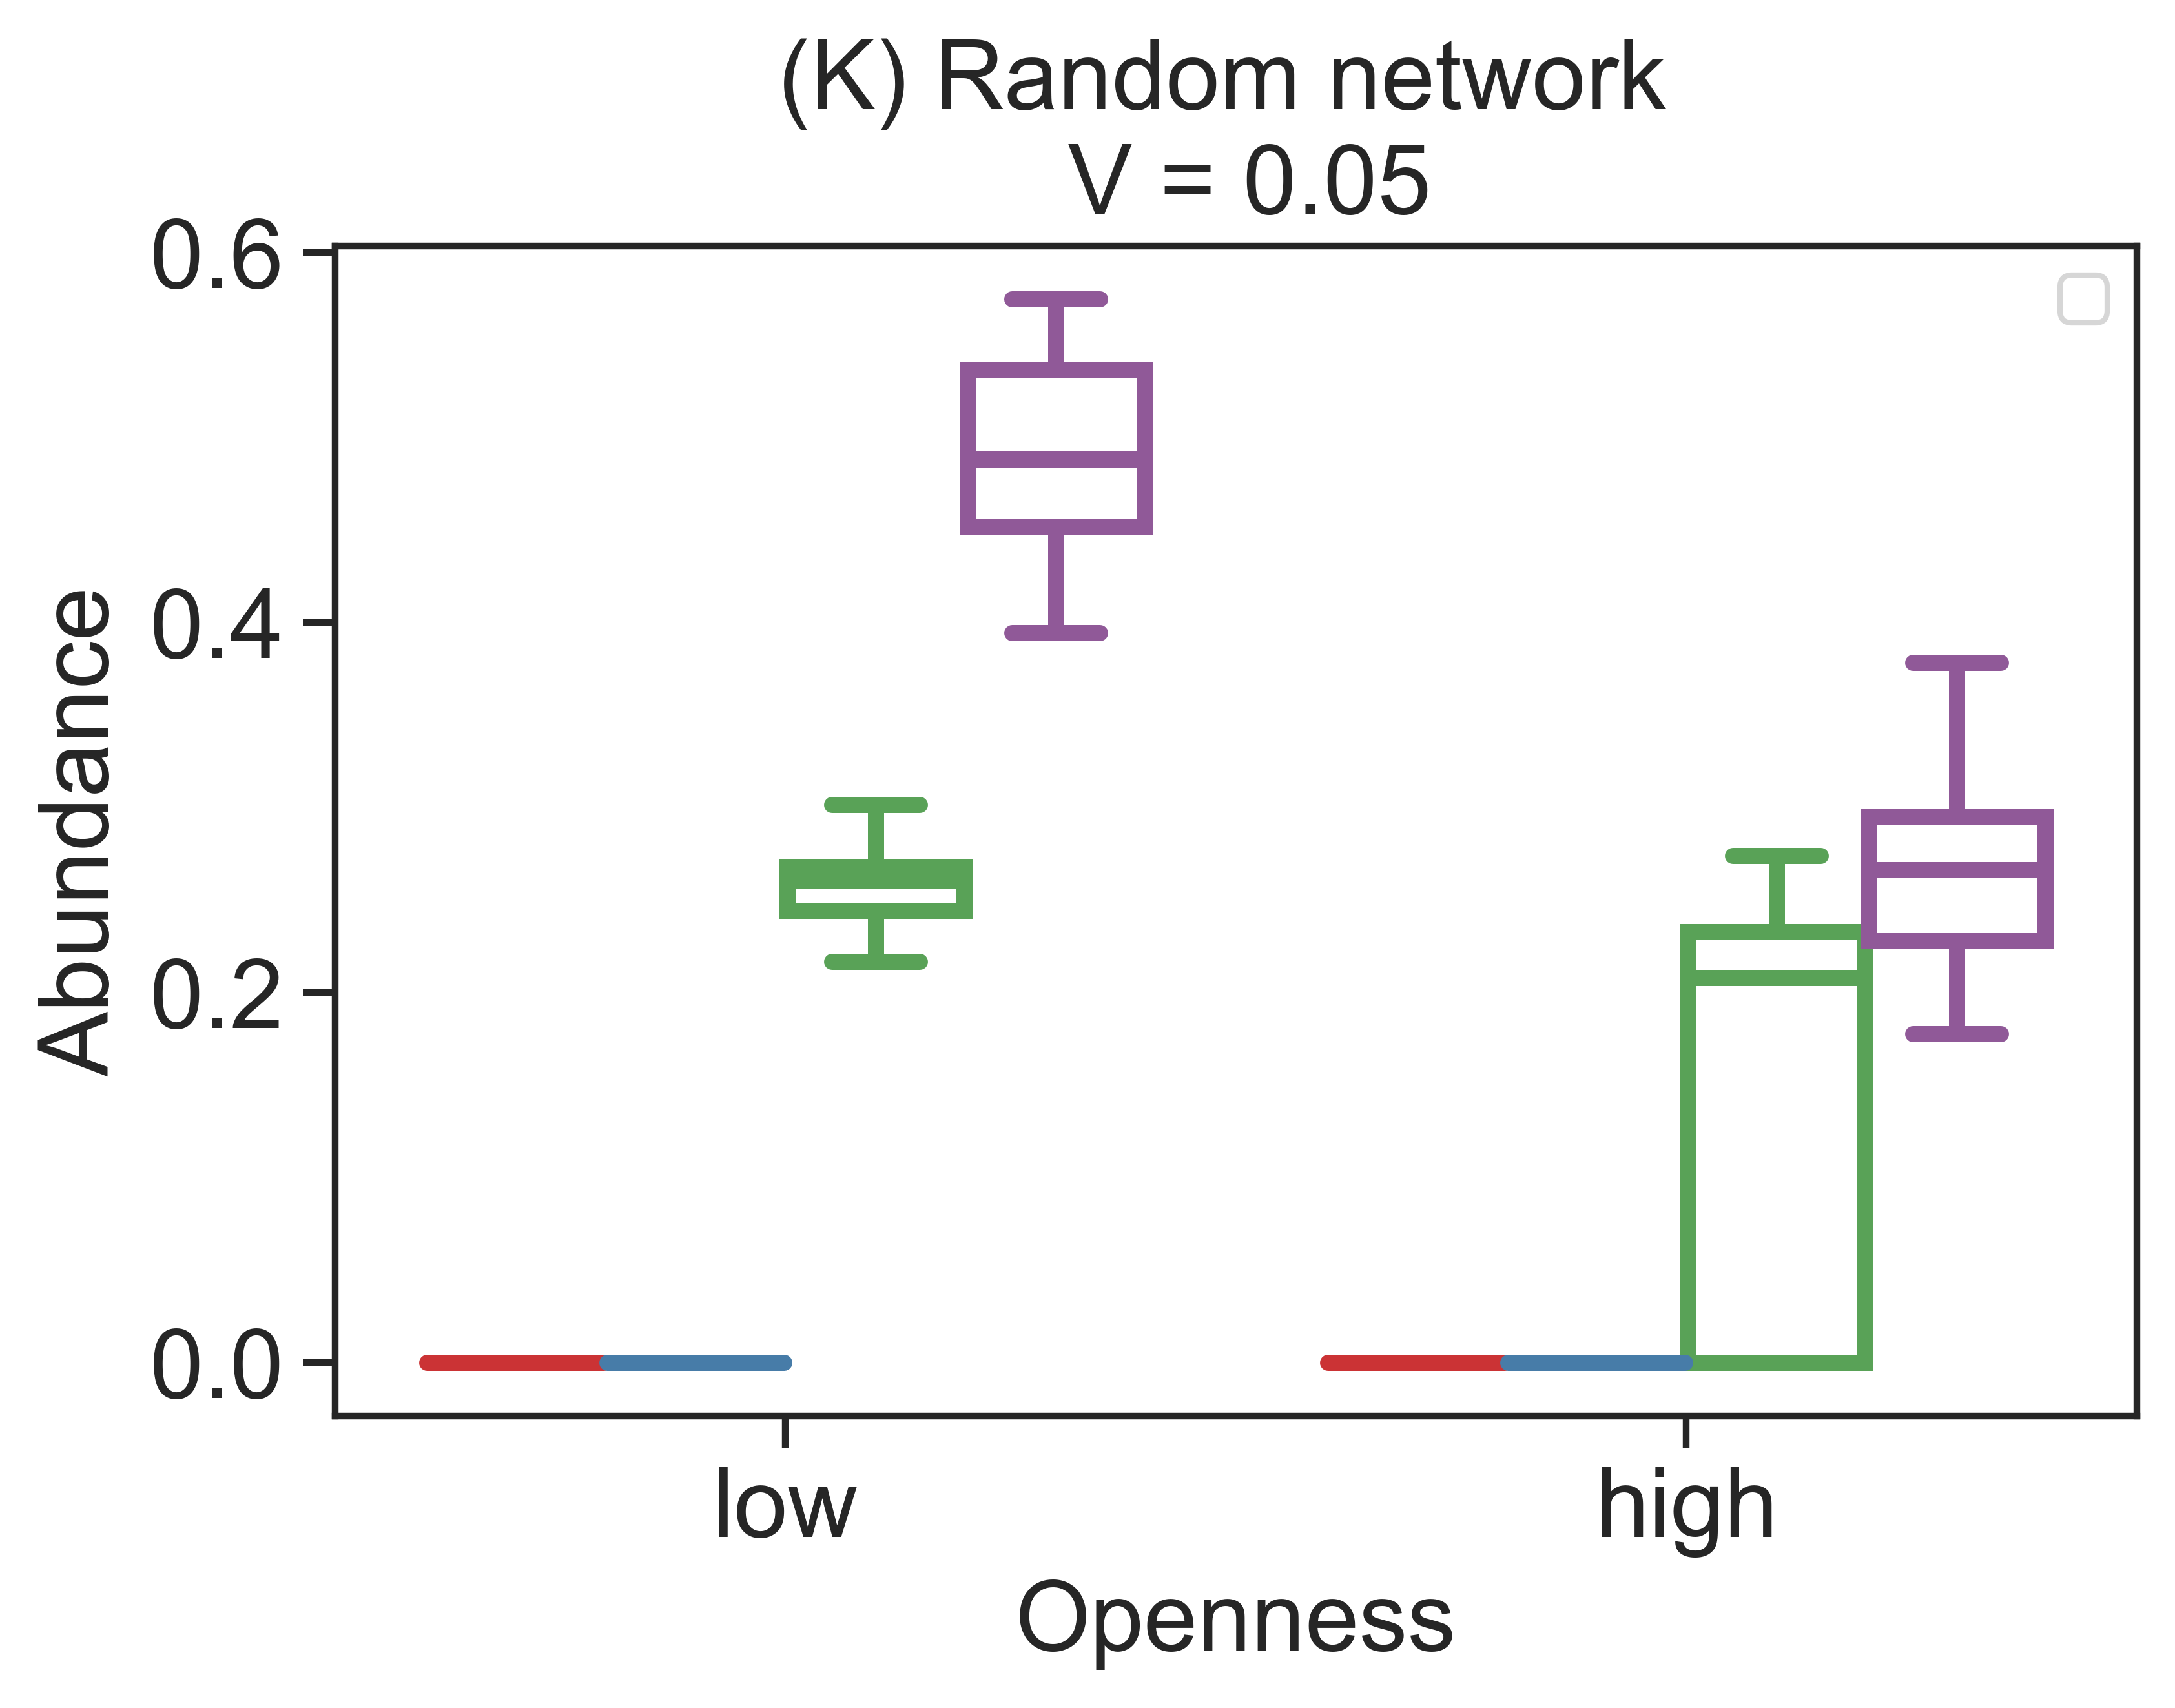 (K) Random network
V = 0.05
0.6
0.4
0.2
0.0
Abundance
low
high
Openness